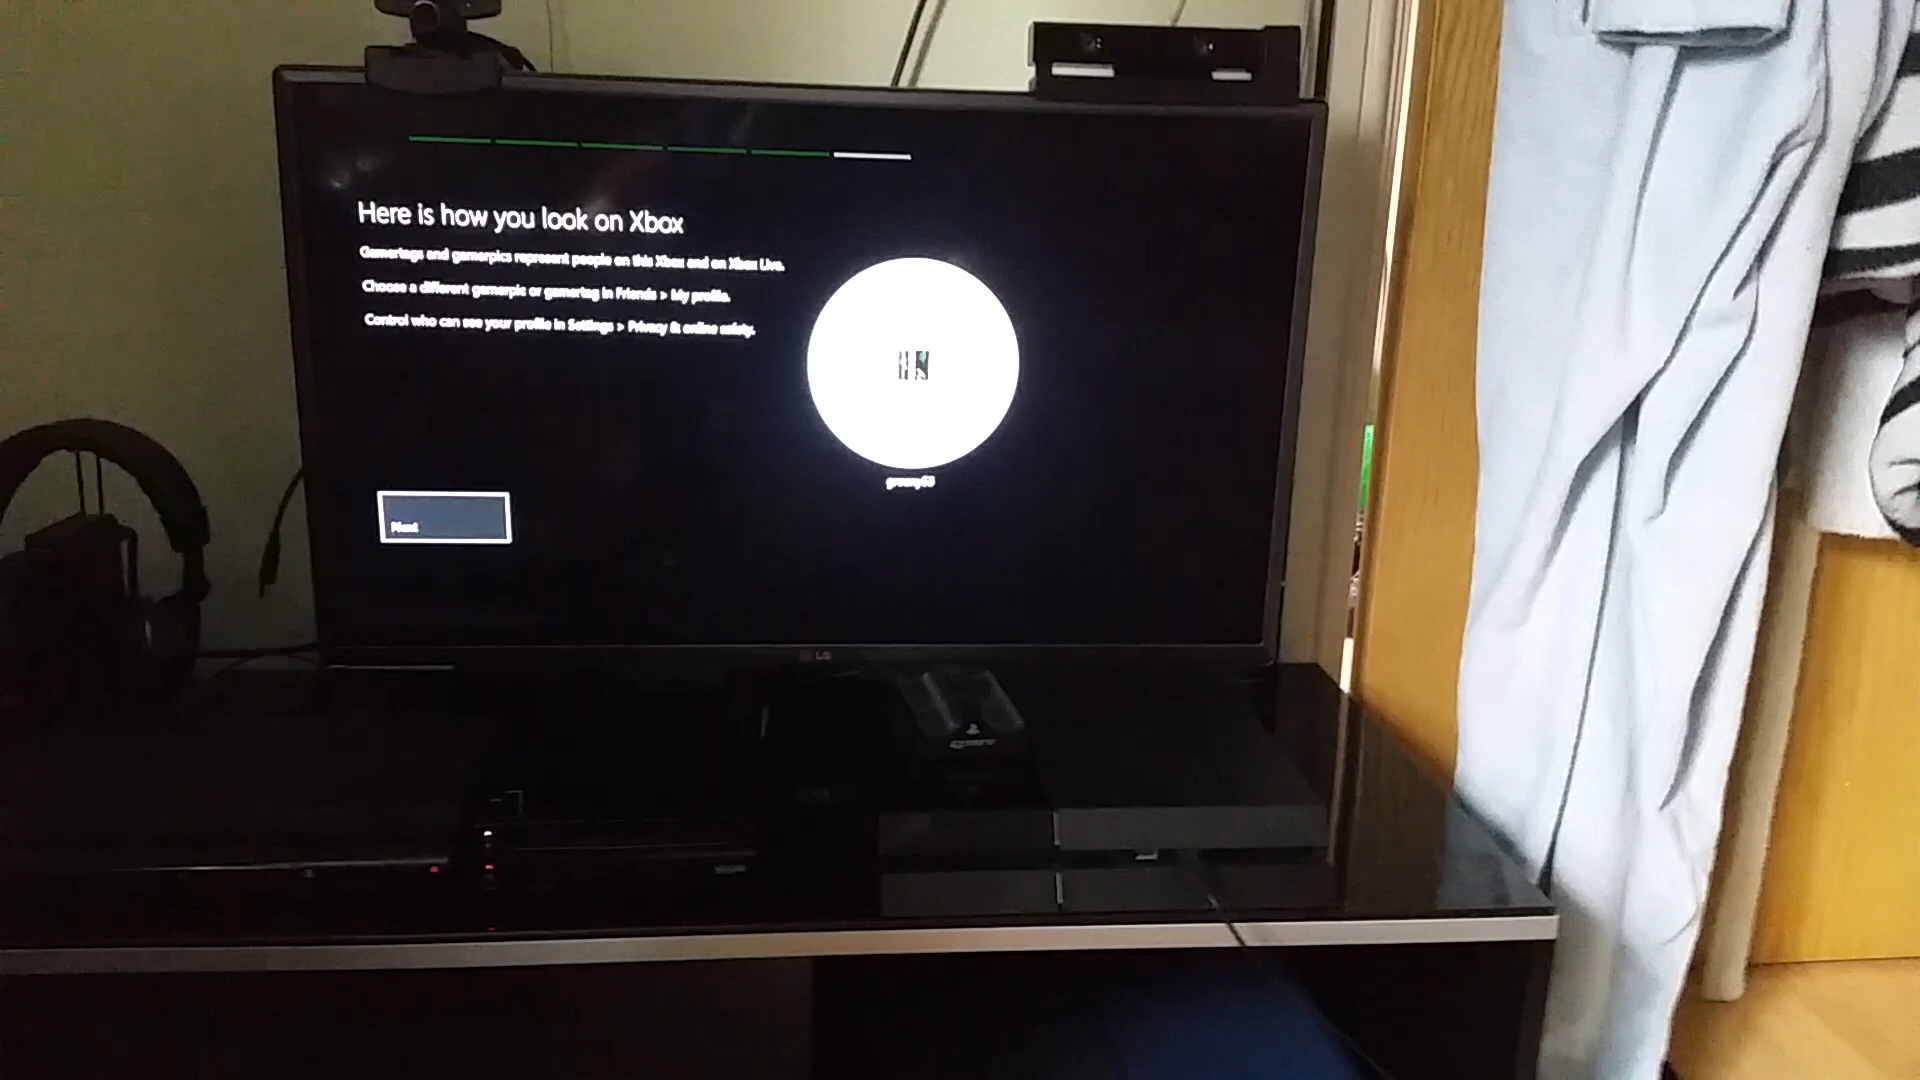 Here is how you look on Xbox
Gamertags and gamerpics represent people on this Xbox and on Xbox Live.
Choose a different gamerpic or gamertag in Friends > My profile.
Control who can see your profile in Settings > Privacy & online safety.
Next
LG